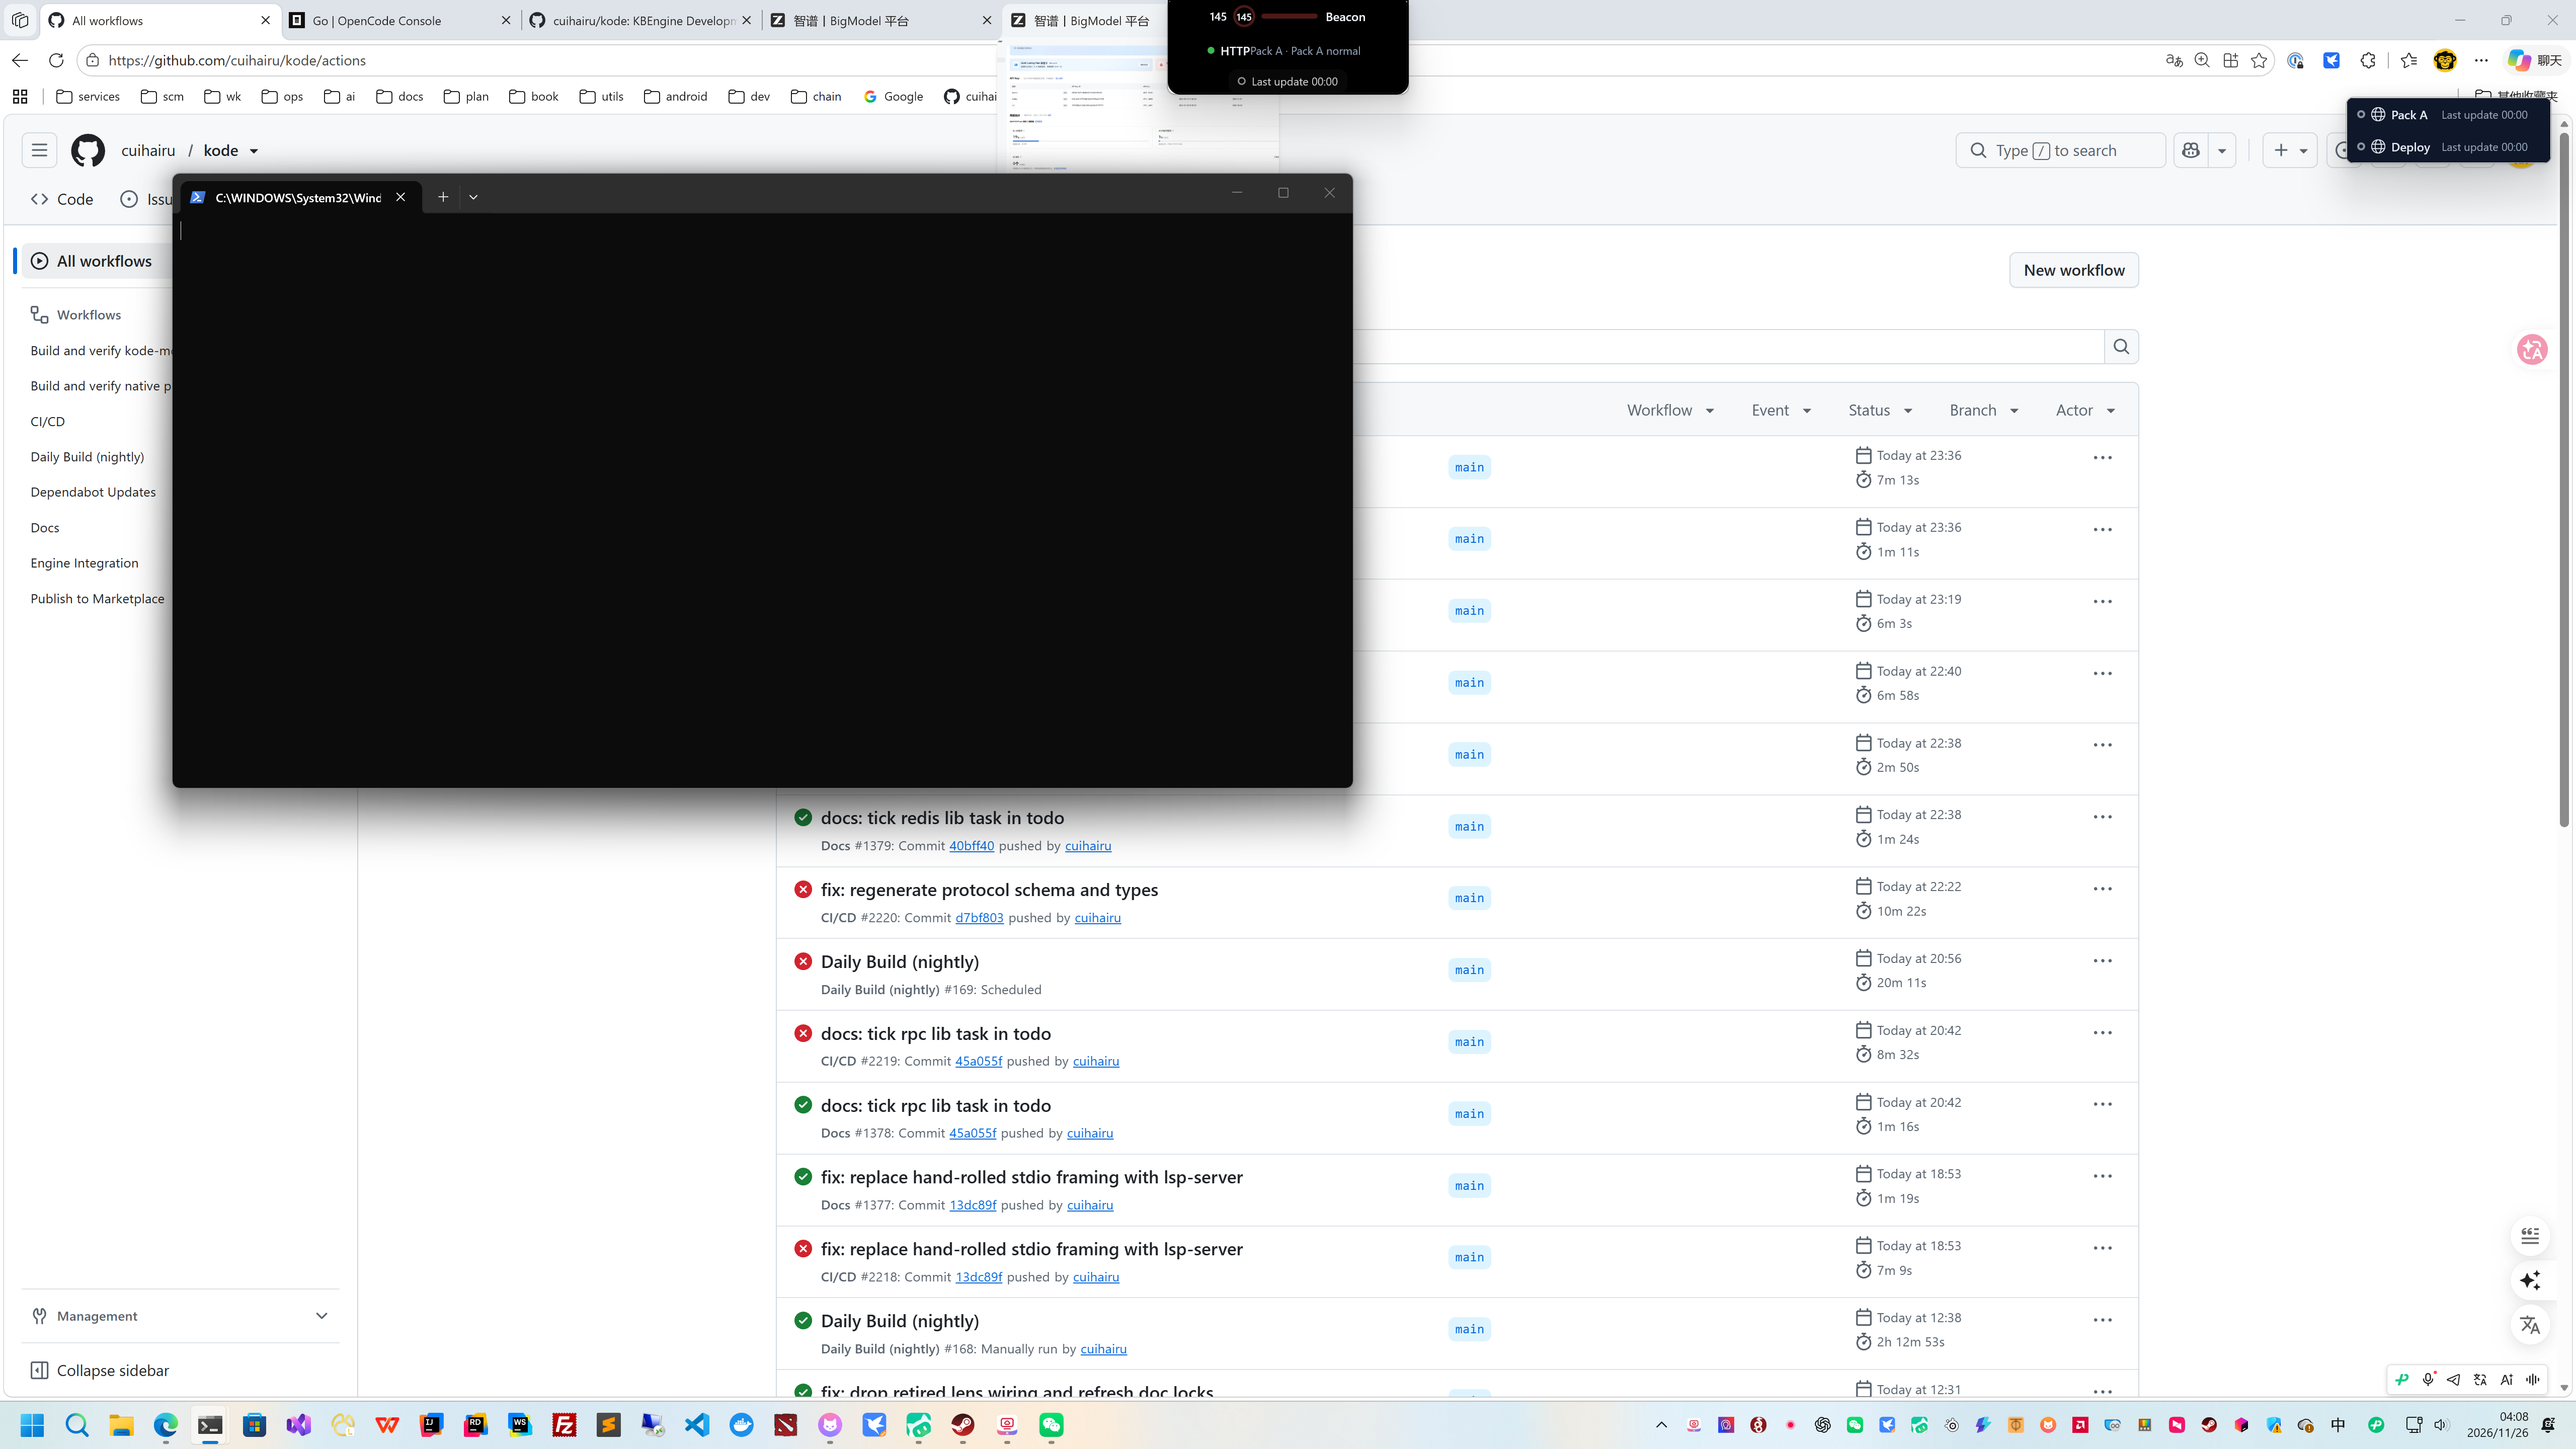 All workflows
Go | OpenCode Console
cuihairu/kode: KBEngine Developm
智谱 | BigModel 平台
智谱 | BigModel 平台
145 145 Beacon
HTTP Pack A · Pack A normal
Last update 00:00
https://github.com/cuihairu/kode/actions
聊天
services
scm
wk
ops
ai
docs
plan
book
utils
android
dev
chain
Google
cuihai
Pack A Last update 00:00
Deploy Last update 00:00
cuihairu / kode
Type / to search
Code
Issu
C:\WINDOWS\System32\Wind
All workflows
Workflows
Build and verify kode-m
Build and verify native p
CI/CD
Daily Build (nightly)
Dependabot Updates
Docs
Engine Integration
Publish to Marketplace
New workflow
Workflow
Event
Status
Branch
Actor
main
Today at 23:36
7m 13s
main
Today at 23:36
1m 11s
main
Today at 23:19
6m 3s
main
Today at 22:40
6m 58s
main
Today at 22:38
2m 50s
docs: tick redis lib task in todo
Docs #1379: Commit 40bff40 pushed by cuihairu
main
Today at 22:38
1m 24s
fix: regenerate protocol schema and types
CI/CD #2220: Commit d7bf803 pushed by cuihairu
main
Today at 22:22
10m 22s
Daily Build (nightly)
Daily Build (nightly) #169: Scheduled
main
Today at 20:56
20m 11s
docs: tick rpc lib task in todo
CI/CD #2219: Commit 45a055f pushed by cuihairu
main
Today at 20:42
8m 32s
docs: tick rpc lib task in todo
Docs #1378: Commit 45a055f pushed by cuihairu
main
Today at 20:42
1m 16s
fix: replace hand-rolled stdio framing with lsp-server
Docs #1377: Commit 13dc89f pushed by cuihairu
main
Today at 18:53
1m 19s
fix: replace hand-rolled stdio framing with lsp-server
CI/CD #2218: Commit 13dc89f pushed by cuihairu
main
Today at 18:53
7m 9s
Daily Build (nightly)
Daily Build (nightly) #168: Manually run by cuihairu
main
Today at 12:38
2h 12m 53s
fix: drop retired lens wiring and refresh doc locks
Today at 12:31
Management
Collapse sidebar
中
04:08
2026/11/26